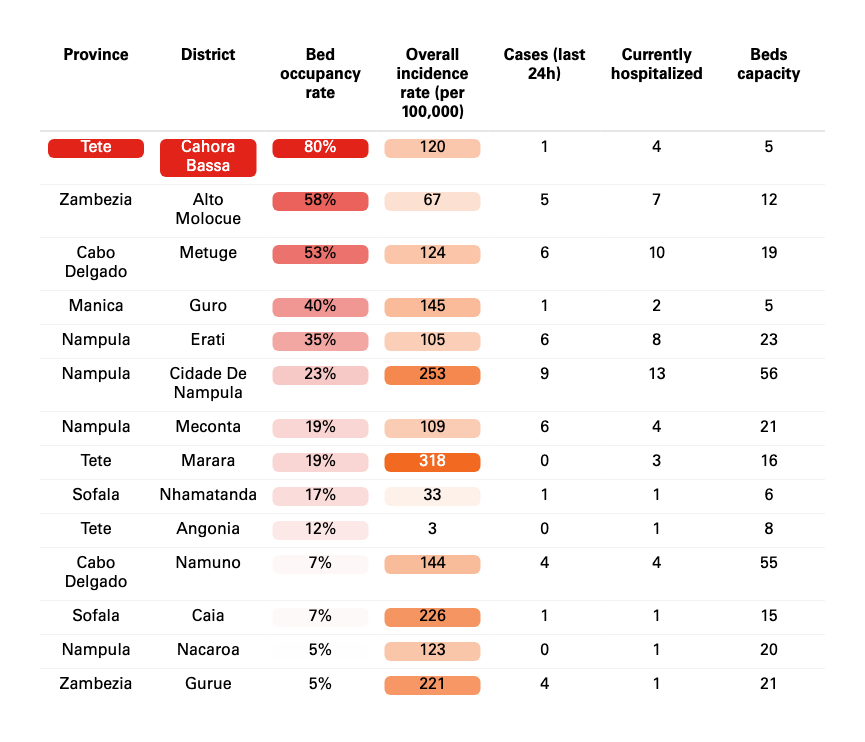 Province District Bed occupancy rate Overall incidence rate (per 100,000) Cases (last 24h) Currently hospitalized Beds capacity
Tete Cahora Bassa 80% 120 1 4 5
Zambezia Alto Molocue 58% 67 5 7 12
Cabo Delgado Metuge 53% 124 6 10 19
Manica Guro 40% 145 1 2 5
Nampula Erati 35% 105 6 8 23
Nampula Cidade De Nampula 23% 253 9 13 56
Nampula Meconta 19% 109 6 4 21
Tete Marara 19% 318 0 3 16
Sofala Nhamatanda 17% 33 1 1 6
Tete Angonia 12% 3 0 1 8
Cabo Delgado Namuno 7% 144 4 4 55
Sofala Caia 7% 226 1 1 15
Nampula Nacaroa 5% 123 0 1 20
Zambezia Gurue 5% 221 4 1 21